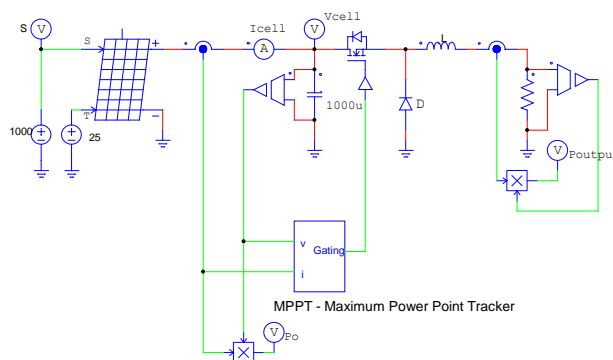 S
V
S
T
+
-
1000
25
Icell
A
Vcell
V
1000u
D
L
V
Poutpu
v
i
Gating
MPPT - Maximum Power Point Tracker
V
Po